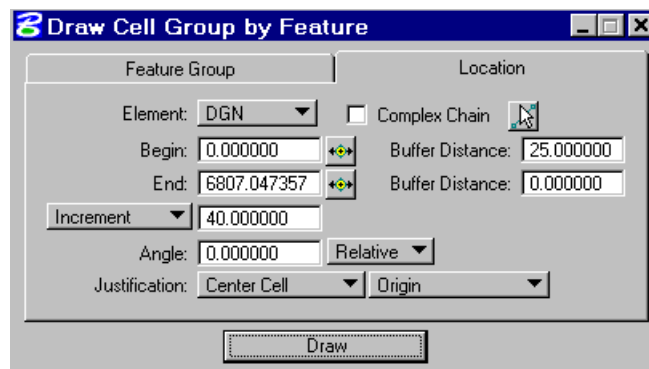 Draw Cell Group by Feature
Feature Group Location
Element: DGN Complex Chain
Begin: 0.000000 Buffer Distance: 25.000000
End: 6807.047357 Buffer Distance: 0.000000
Increment 40.000000
Angle: 0.000000 Relative
Justification: Center Cell Origin
Draw